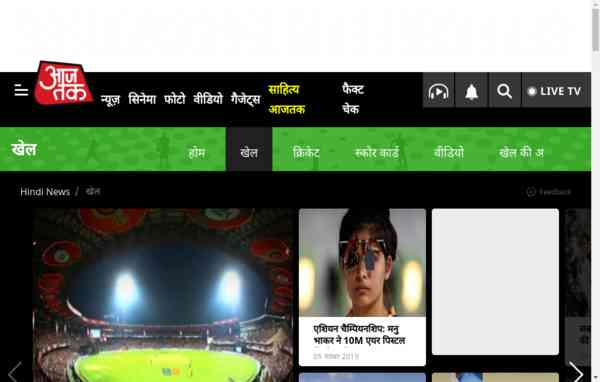 आज
तक
न्यूज़ सिनेमा फोटो वीडियो गैजेट्स
साहित्य
आजतक
फैक्ट
चेक
LIVE TV
खेल
होम खेल क्रिकेट स्कोर कार्ड वीडियो खेल की अ
Hindi News / खेल
Feedback
एशियन चैम्पियनशिप: मनु
भाकर ने 10M एयर पिस्टल
05 नवंबर 2019